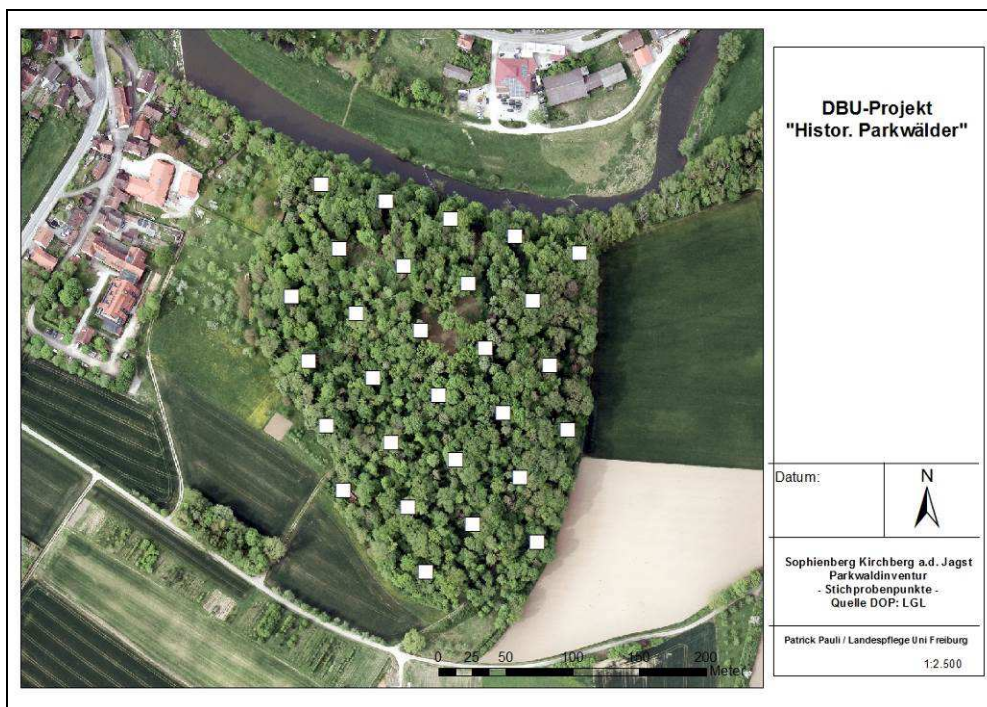 DBU-Projekt
"Histor. Parkwälder"
Datum:
N
Sophienberg Kirchberg a.d. Jagst
Parkwaldinventur
- Stichprobenpunkte -
Quelle DOP: LGL
Patrick Pauli / Landespflege Uni Freiburg
1:2.500
0 25 50 100 150 200
Meter